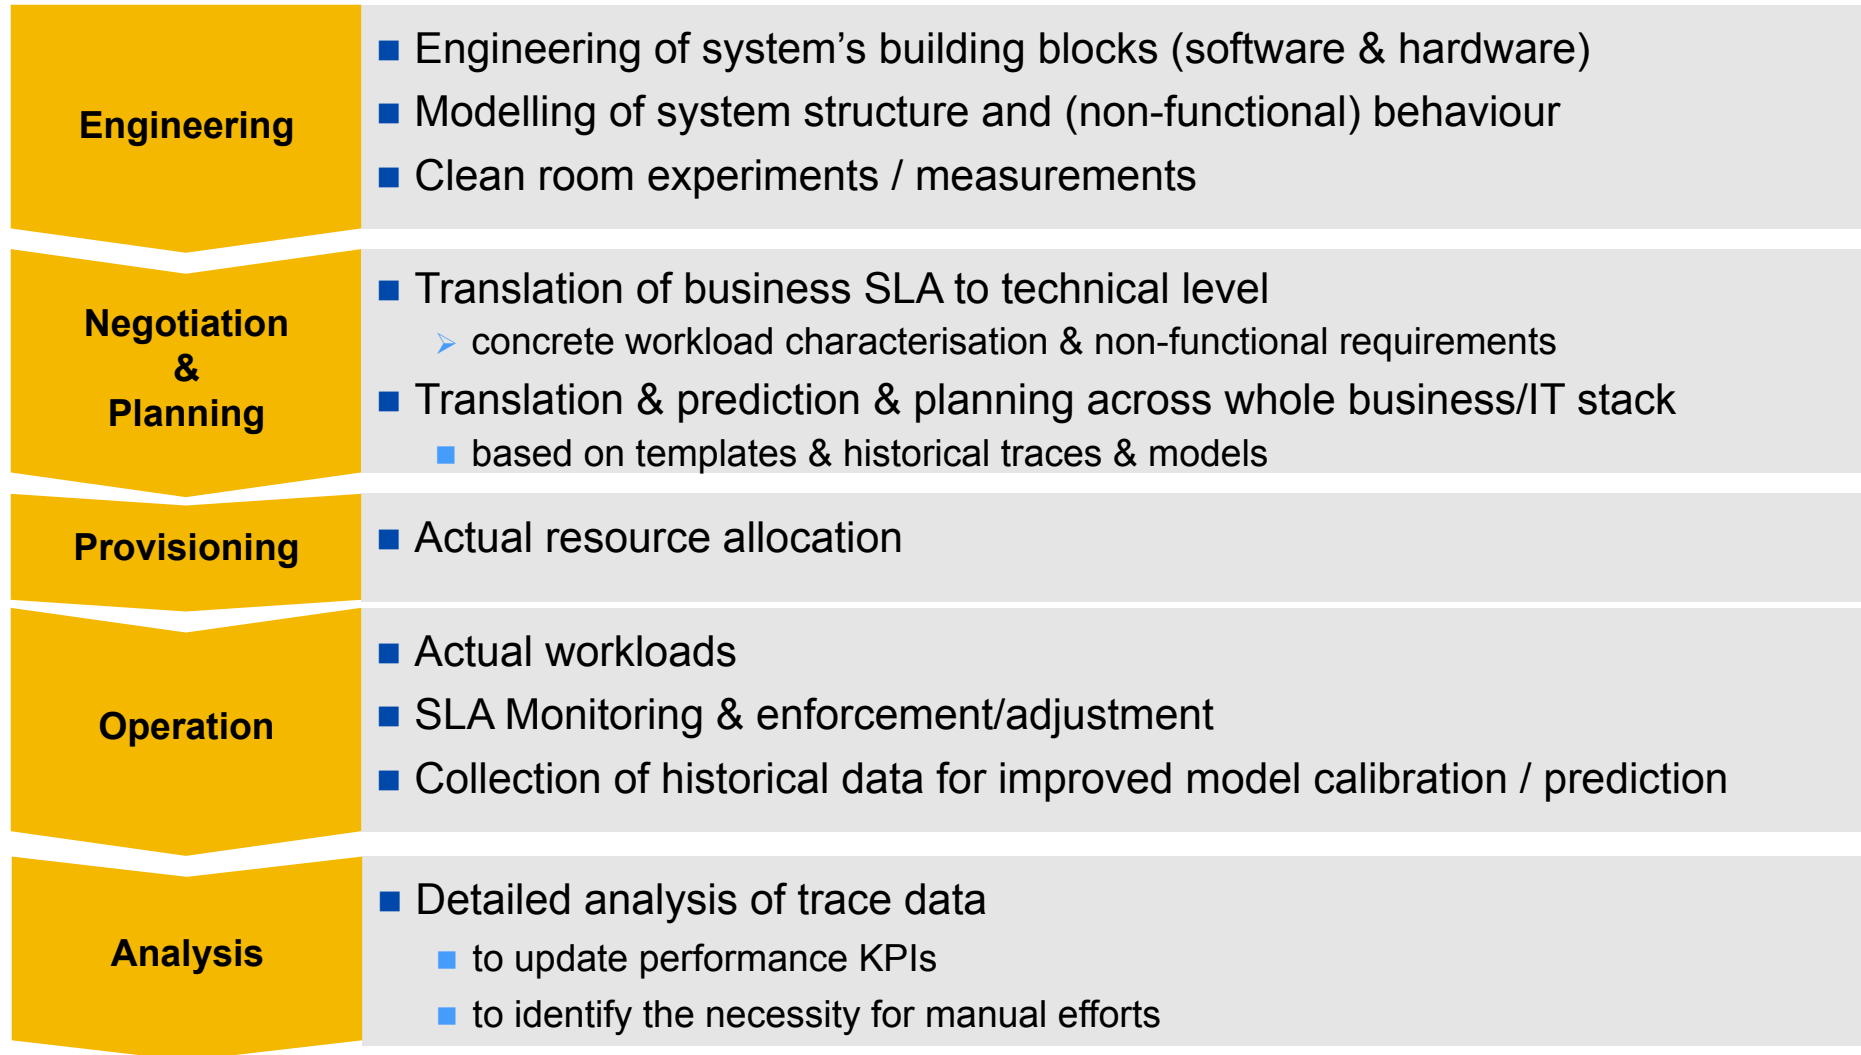 Engineering
Engineering of system’s building blocks (software & hardware)
Modelling of system structure and (non-functional) behaviour
Clean room experiments / measurements
Negotiation
&
Planning
Translation of business SLA to technical level
concrete workload characterisation & non-functional requirements
Translation & prediction & planning across whole business/IT stack
based on templates & historical traces & models
Provisioning
Actual resource allocation
Operation
Actual workloads
SLA Monitoring & enforcement/adjustment
Collection of historical data for improved model calibration / prediction
Analysis
Detailed analysis of trace data
to update performance KPIs
to identify the necessity for manual efforts